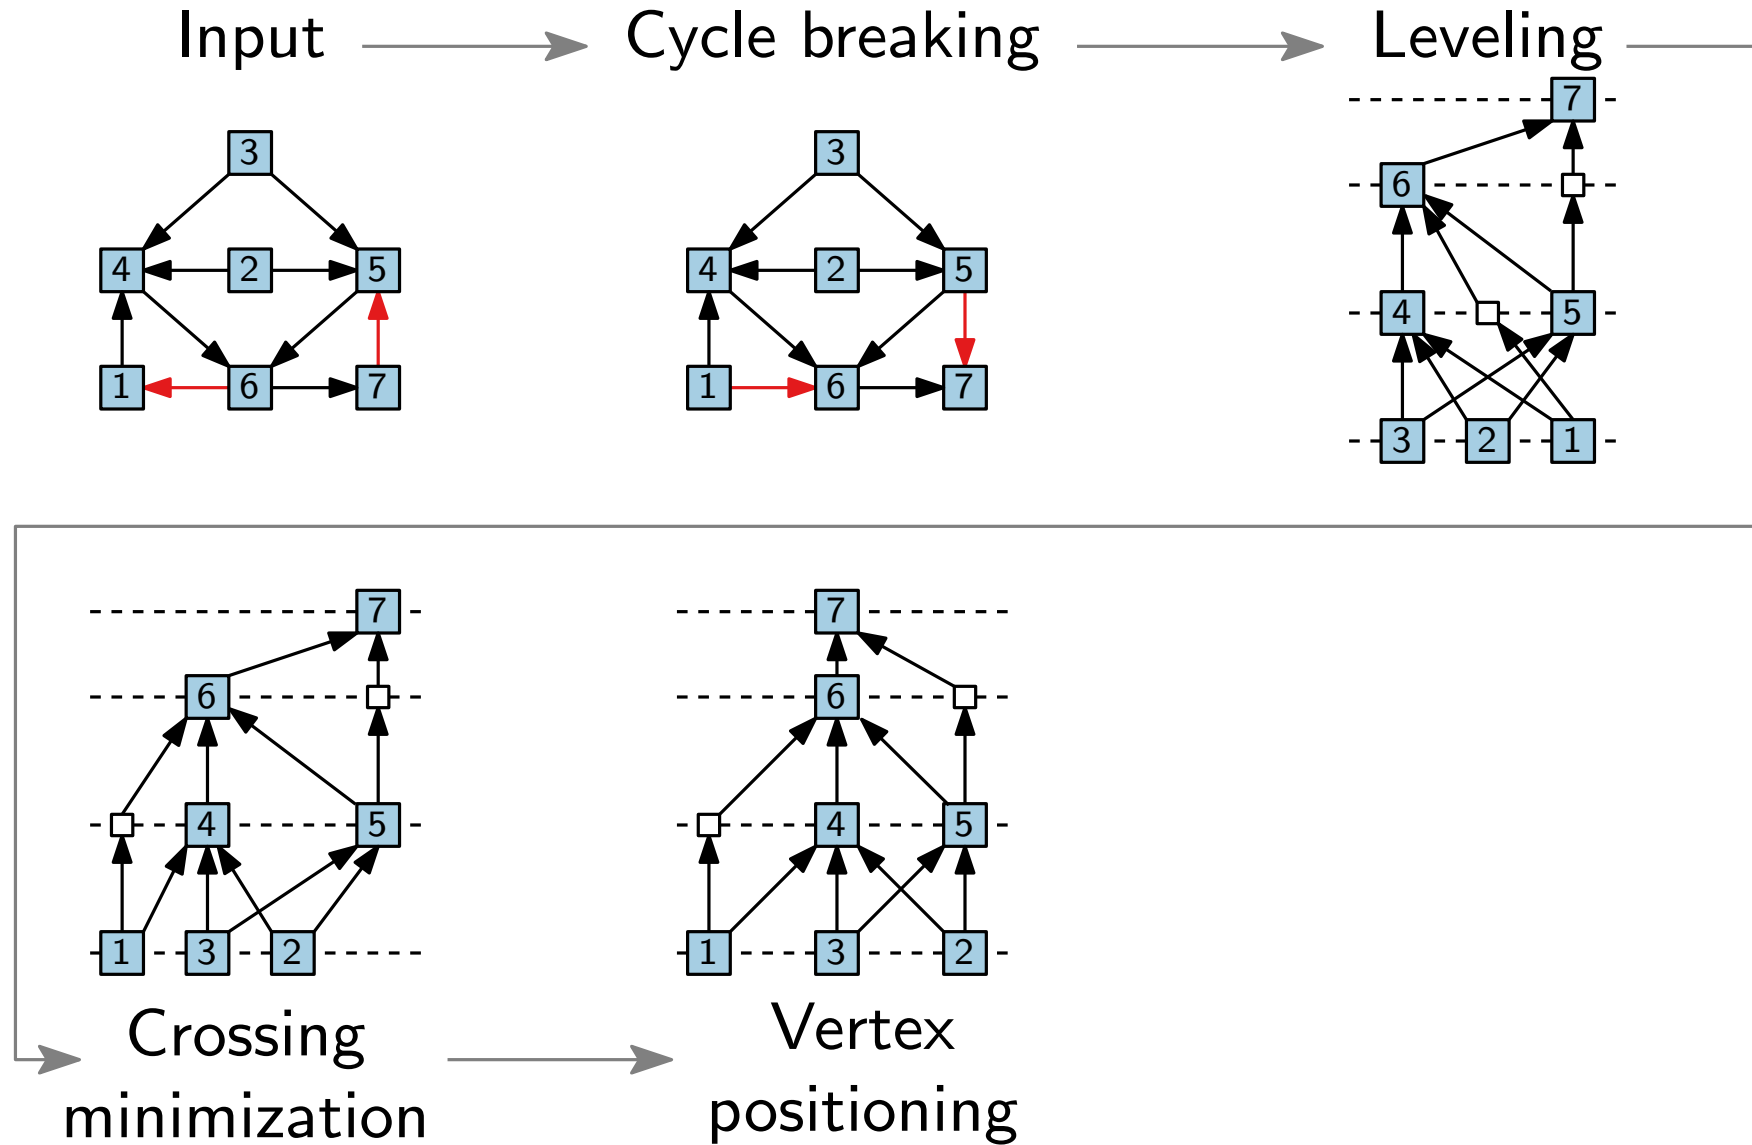 Input Cycle breaking Leveling
7
3 3
6
4 2 5 4 2 5
4 5
1 6 7 1 6 7
3 2 1
7 7
6 6
4 5 4 5
1 3 2 1 3 2
Crossing Vertex
minimization positioning